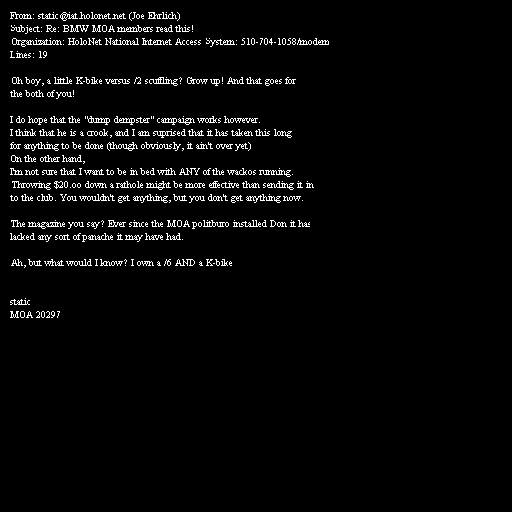 From: static@iat.holonet.net (Joe Ehrlich)
Subject: Re: BMW MOA members read this!
Organization: HoloNet National Internet Access System: 510-704-1058/modem
Lines: 19

Oh boy, a little K-bike versus /2 scuffling? Grow up! And that goes for
the both of you!

I do hope that the "dump dempster" campaign works however.
I think that he is a crook, and I am suprised that it has taken this long
for anything to be done (though obviously, it ain't over yet)
On the other hand,
I'm not sure that I want to be in bed with ANY of the wackos running.
Throwing $20.oo down a rathole might be more effective than sending it in
to the club. You wouldn't get anything, but you don't get anything now.

The magazine you say? Ever since the MOA politburo installed Don it has
lacked any sort of panache it may have had.

Ah, but what would I know? I own a /6 AND a K-bike

static
MOA 20297